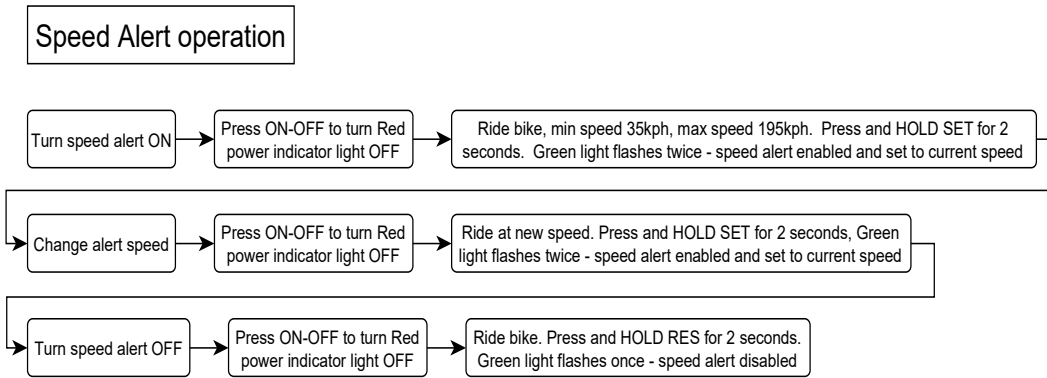 Speed Alert operation
Turn speed alert ON
Press ON-OFF to turn Red
power indicator light OFF
Ride bike, min speed 35kph, max speed 195kph. Press and HOLD SET for 2
seconds. Green light flashes twice - speed alert enabled and set to current speed
Change alert speed
Press ON-OFF to turn Red
power indicator light OFF
Ride at new speed. Press and HOLD SET for 2 seconds, Green
light flashes twice - speed alert enabled and set to current speed
Turn speed alert OFF
Press ON-OFF to turn Red
power indicator light OFF
Ride bike. Press and HOLD RES for 2 seconds.
Green light flashes once - speed alert disabled